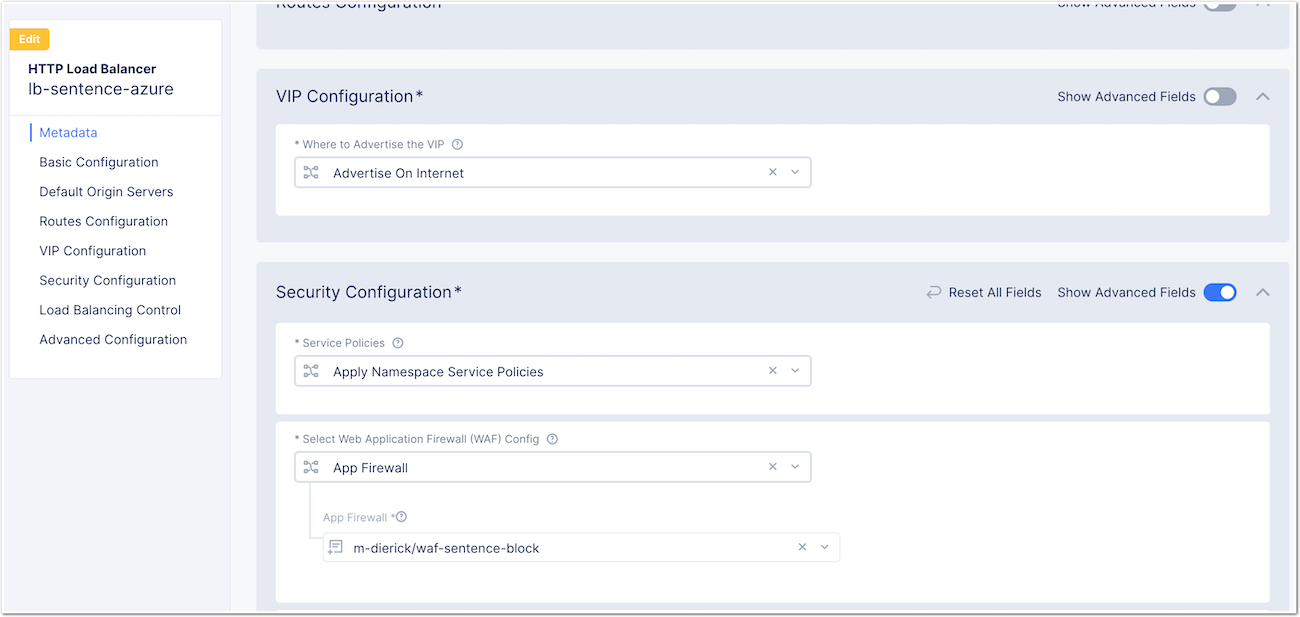 Edit
HTTP Load Balancer
lb-sentence-azure
Metadata
Basic Configuration
Default Origin Servers
Routes Configuration
VIP Configuration
Security Configuration
Load Balancing Control
Advanced Configuration
Routes Configuration
Show Advanced Fields
VIP Configuration*
Show Advanced Fields
* Where to Advertise the VIP
Advertise On Internet
Security Configuration*
Reset All Fields
Show Advanced Fields
* Service Policies
Apply Namespace Service Policies
* Select Web Application Firewall (WAF) Config
App Firewall
App Firewall *
m-dierick/waf-sentence-block